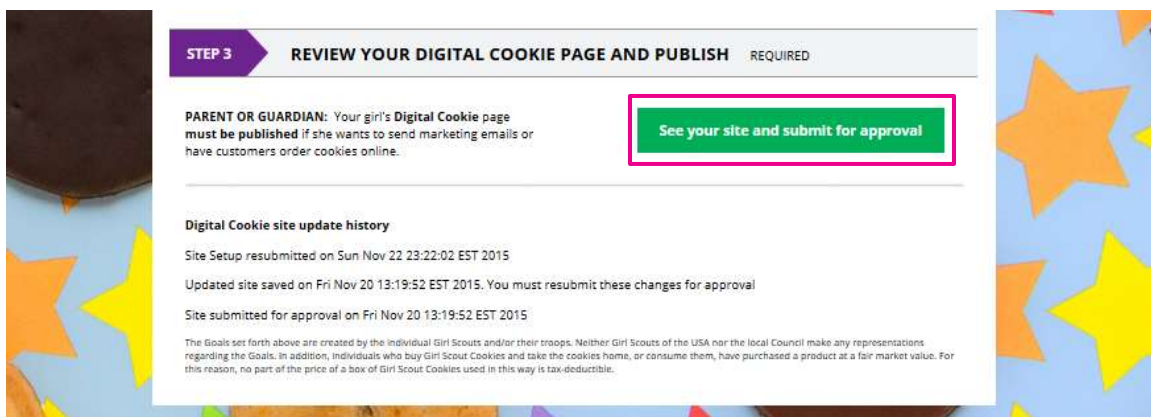 STEP 3
REVIEW YOUR DIGITAL COOKIE PAGE AND PUBLISH REQUIRED
PARENT OR GUARDIAN: Your girl's Digital Cookie page
must be published if she wants to send marketing emails or
have customers order cookies online.
See your site and submit for approval
Digital Cookie site update history
Site Setup resubmitted on Sun Nov 22 23:22:02 EST 2015
Updated site saved on Fri Nov 20 13:19:52 EST 2015. You must resubmit these changes for approval
Site submitted for approval on Fri Nov 20 13:19:52 EST 2015
The Goals set forth above are created by the individual Girl Scouts and/or their troops. Neither Girl Scouts of the USA nor the local Council make any representations
regarding the Goals. In addition, individuals who buy Girl Scout Cookies and take the cookies home, or consume them, have purchased a product at a fair market value. For
this reason, no part of the price of a box of Girl Scout Cookies used in this way is tax-deductible.